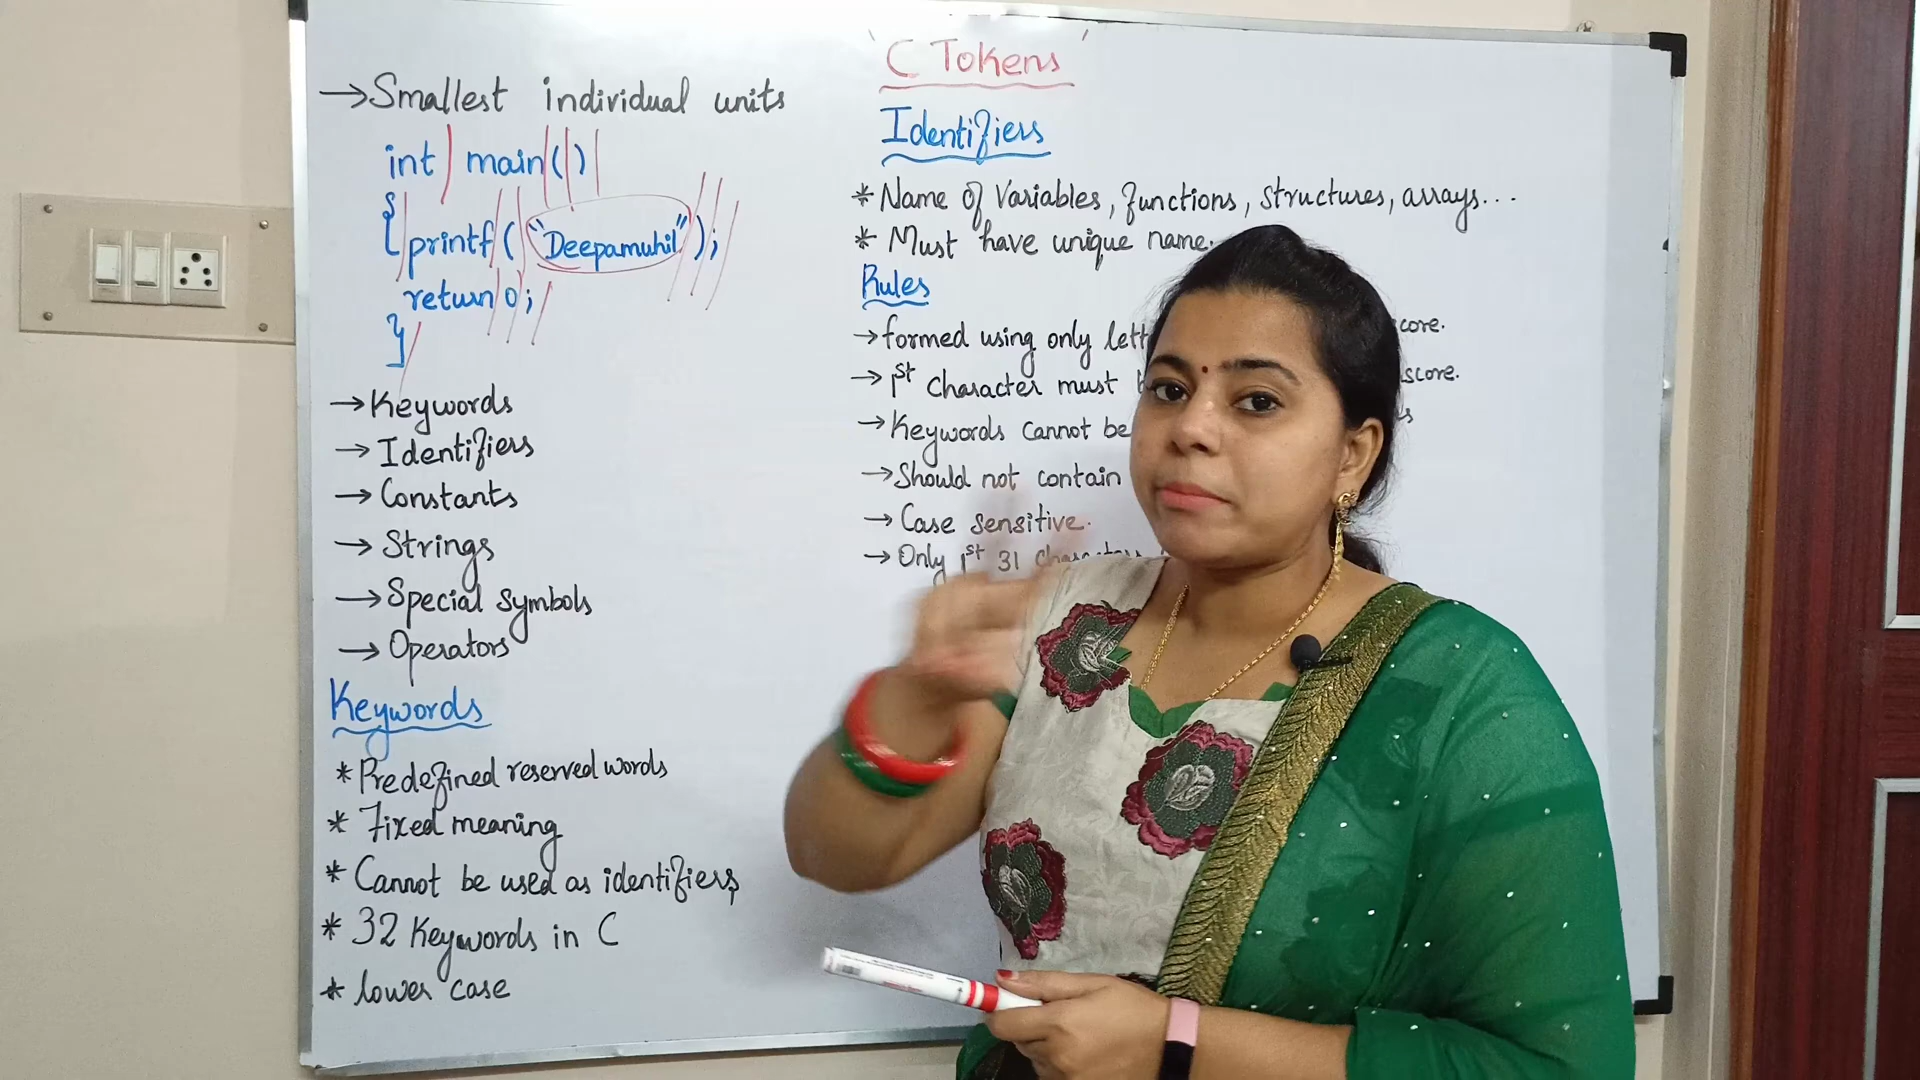 'C Tokens'
→ Smallest individual units
int main()
{ printf("Deepamuhil");
return 0;
}
→ Keywords
→ Identifiers
→ Constants
→ Strings
→ Special symbols
→ Operators
Keywords
* Predefined reserved words
* Fixed meaning
* Cannot be used as identifiers
* 32 Keywords in C
* lower case
Identifiers
* Name of variables, functions, structures, arrays...
* Must have unique name.
Rules
→ formed using only
→ 1st character must
→ Keywords cannot be
→ Should not contain
→ Case sensitive.
→ Only 1st 31 characters